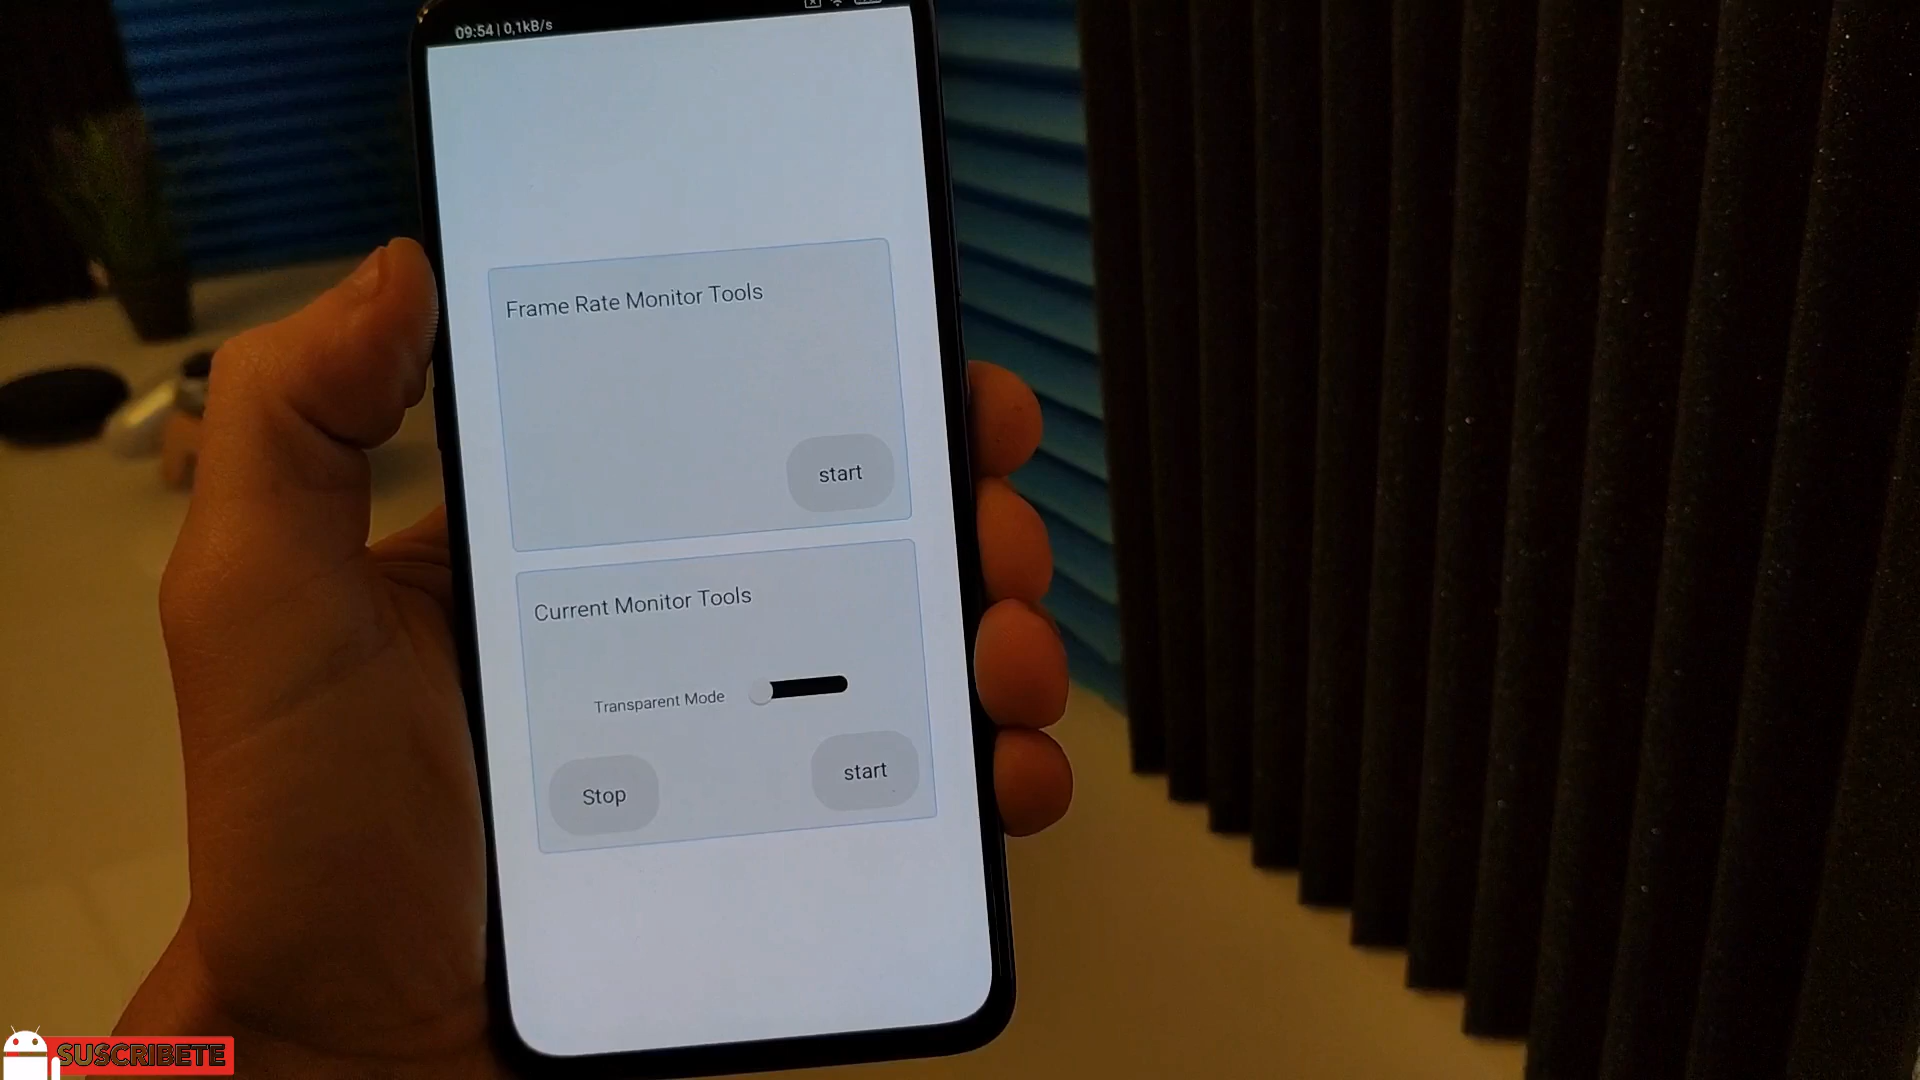 09:54 | 0,1kB/s
Frame Rate Monitor Tools
start
Current Monitor Tools
Transparent Mode
Stop
start
SUSCRIBETE